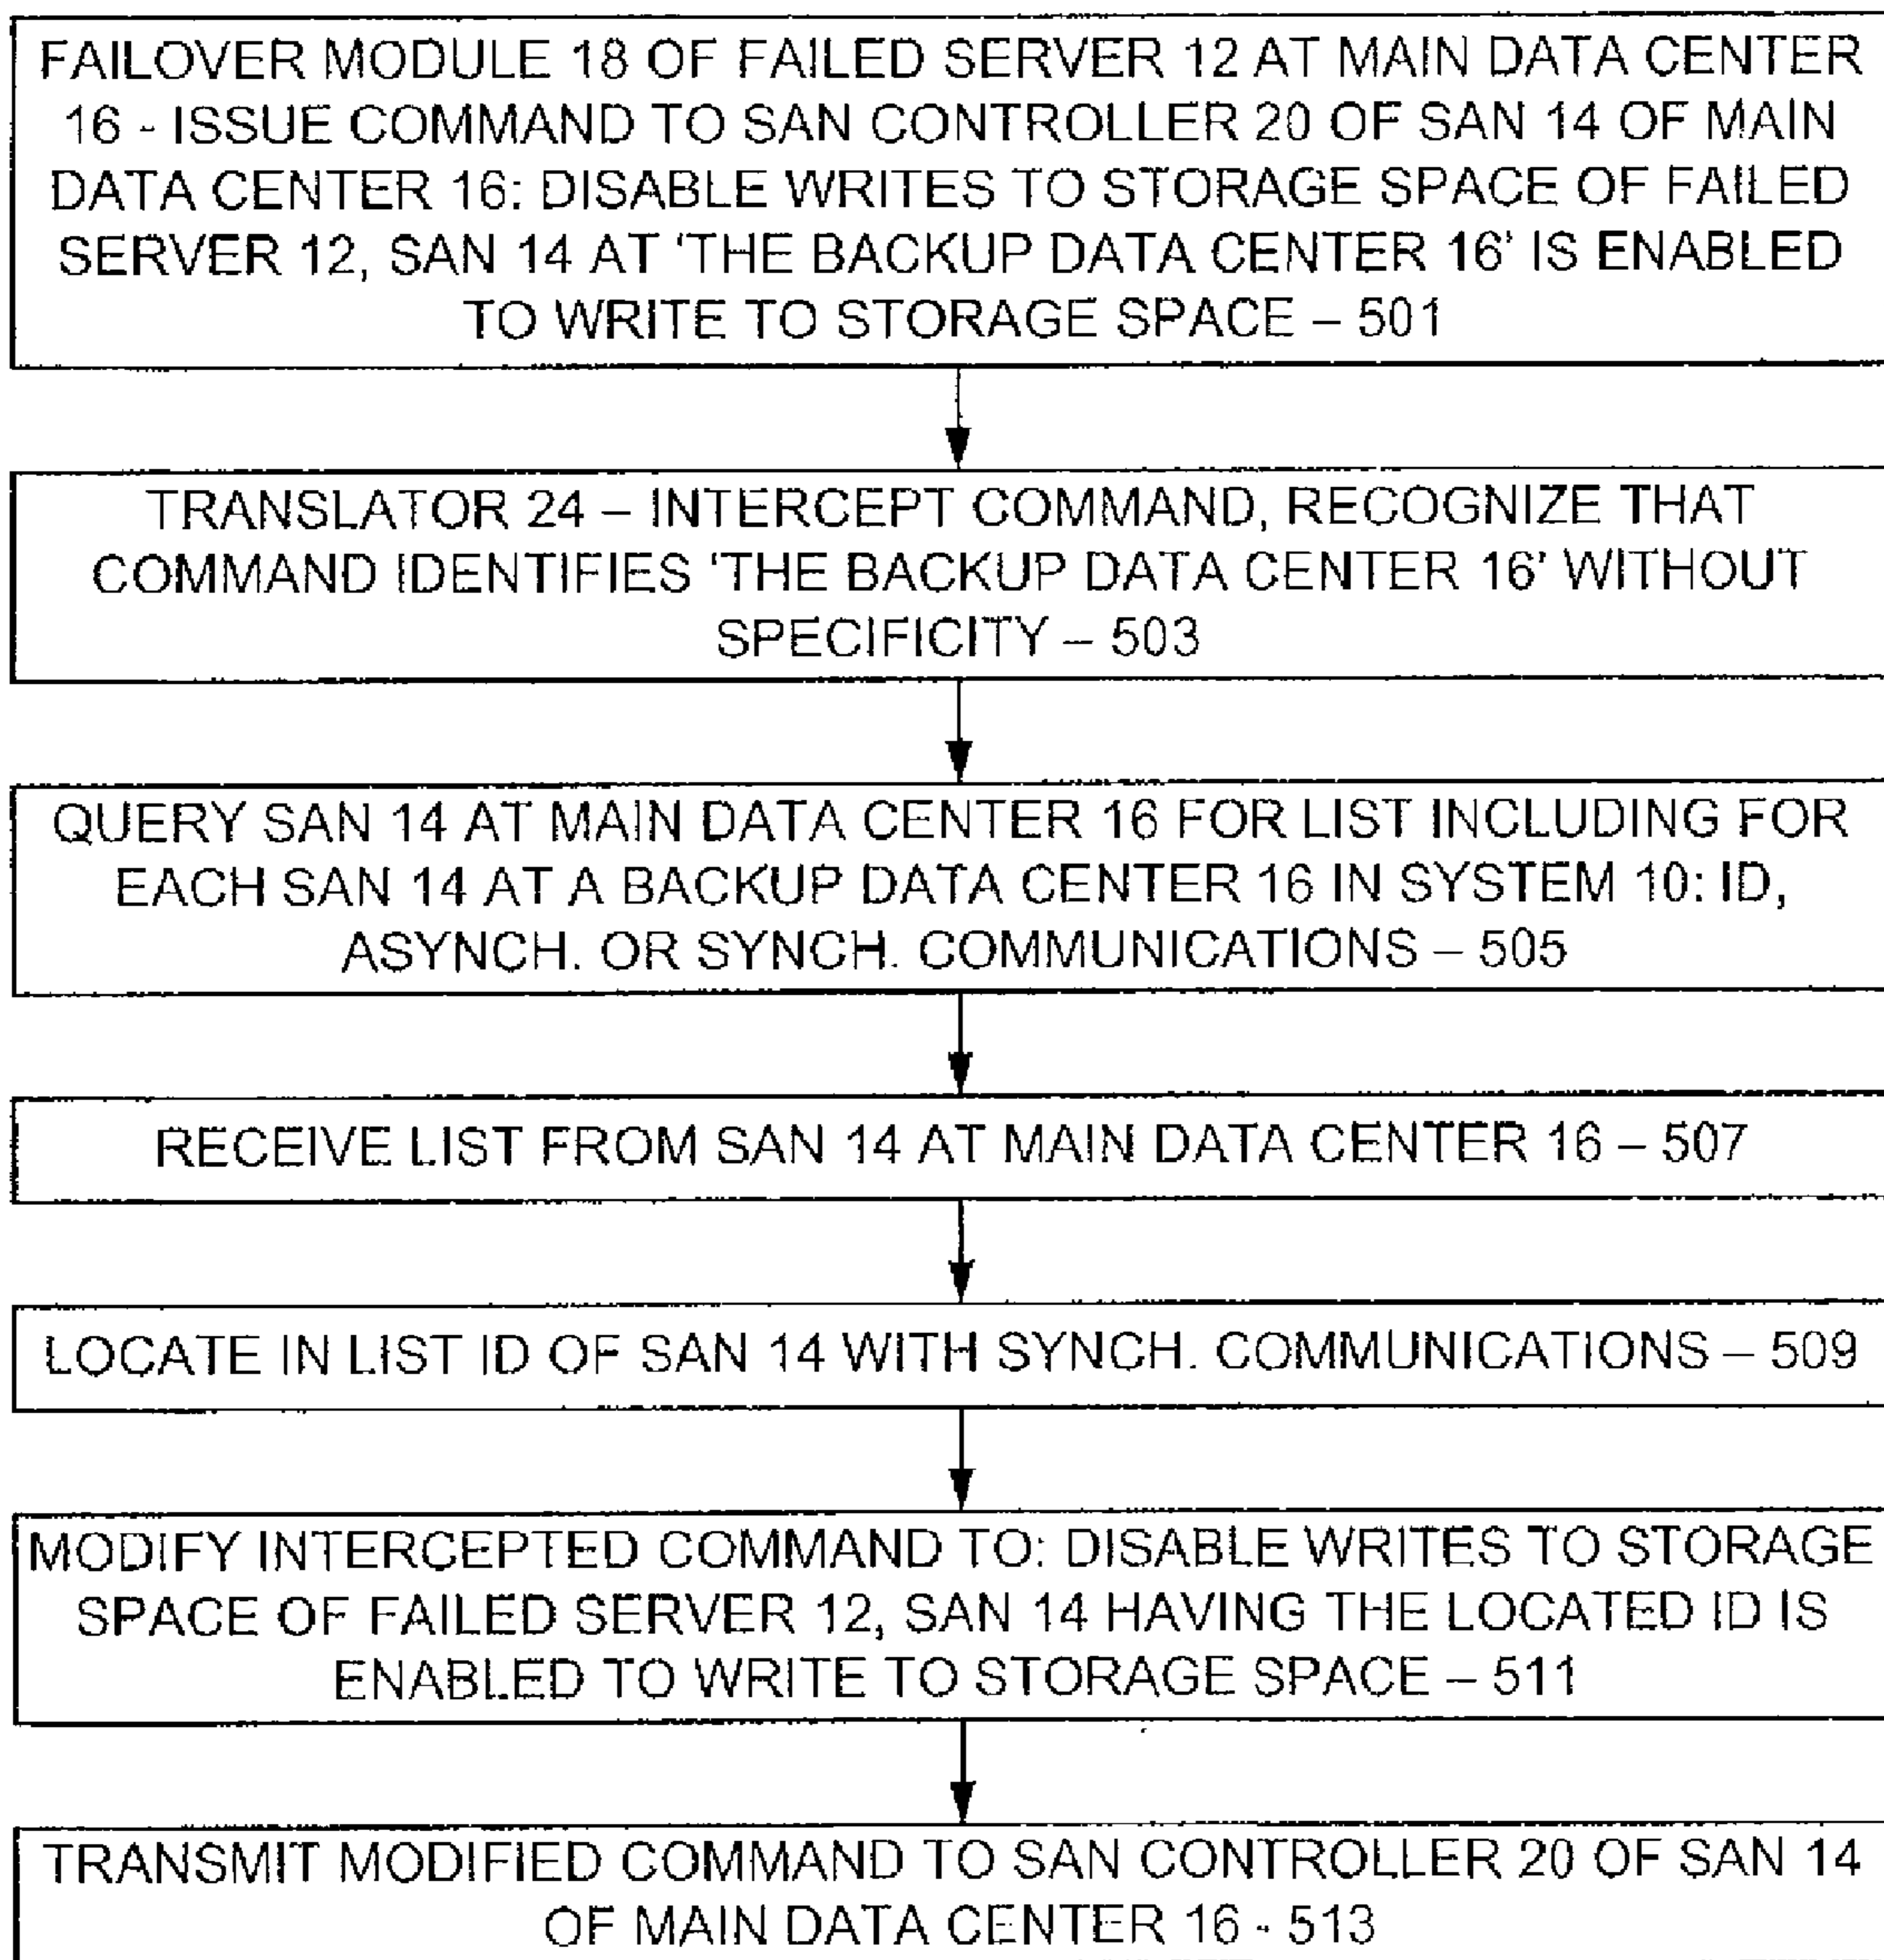 FAILOVER MODULE 18 OF FAILED SERVER 12 AT MAIN DATA CENTER
16 - ISSUE COMMAND TO SAN CONTROLLER 20 OF SAN 14 OF MAIN
DATA CENTER 16: DISABLE WRITES TO STORAGE SPACE OF FAILED
SERVER 12, SAN 14 AT 'THE BACKUP DATA CENTER 16' IS ENABLED
TO WRITE TO STORAGE SPACE – 501
TRANSLATOR 24 – INTERCEPT COMMAND, RECOGNIZE THAT
COMMAND IDENTIFIES 'THE BACKUP DATA CENTER 16' WITHOUT
SPECIFICITY – 503
QUERY SAN 14 AT MAIN DATA CENTER 16 FOR LIST INCLUDING FOR
EACH SAN 14 AT A BACKUP DATA CENTER 16 IN SYSTEM 10: ID,
ASYNCH. OR SYNCH. COMMUNICATIONS – 505
RECEIVE LIST FROM SAN 14 AT MAIN DATA CENTER 16 – 507
LOCATE IN LIST ID OF SAN 14 WITH SYNCH. COMMUNICATIONS – 509
MODIFY INTERCEPTED COMMAND TO: DISABLE WRITES TO STORAGE
SPACE OF FAILED SERVER 12, SAN 14 HAVING THE LOCATED ID IS
ENABLED TO WRITE TO STORAGE SPACE – 511
TRANSMIT MODIFIED COMMAND TO SAN CONTROLLER 20 OF SAN 14
OF MAIN DATA CENTER 16 - 513